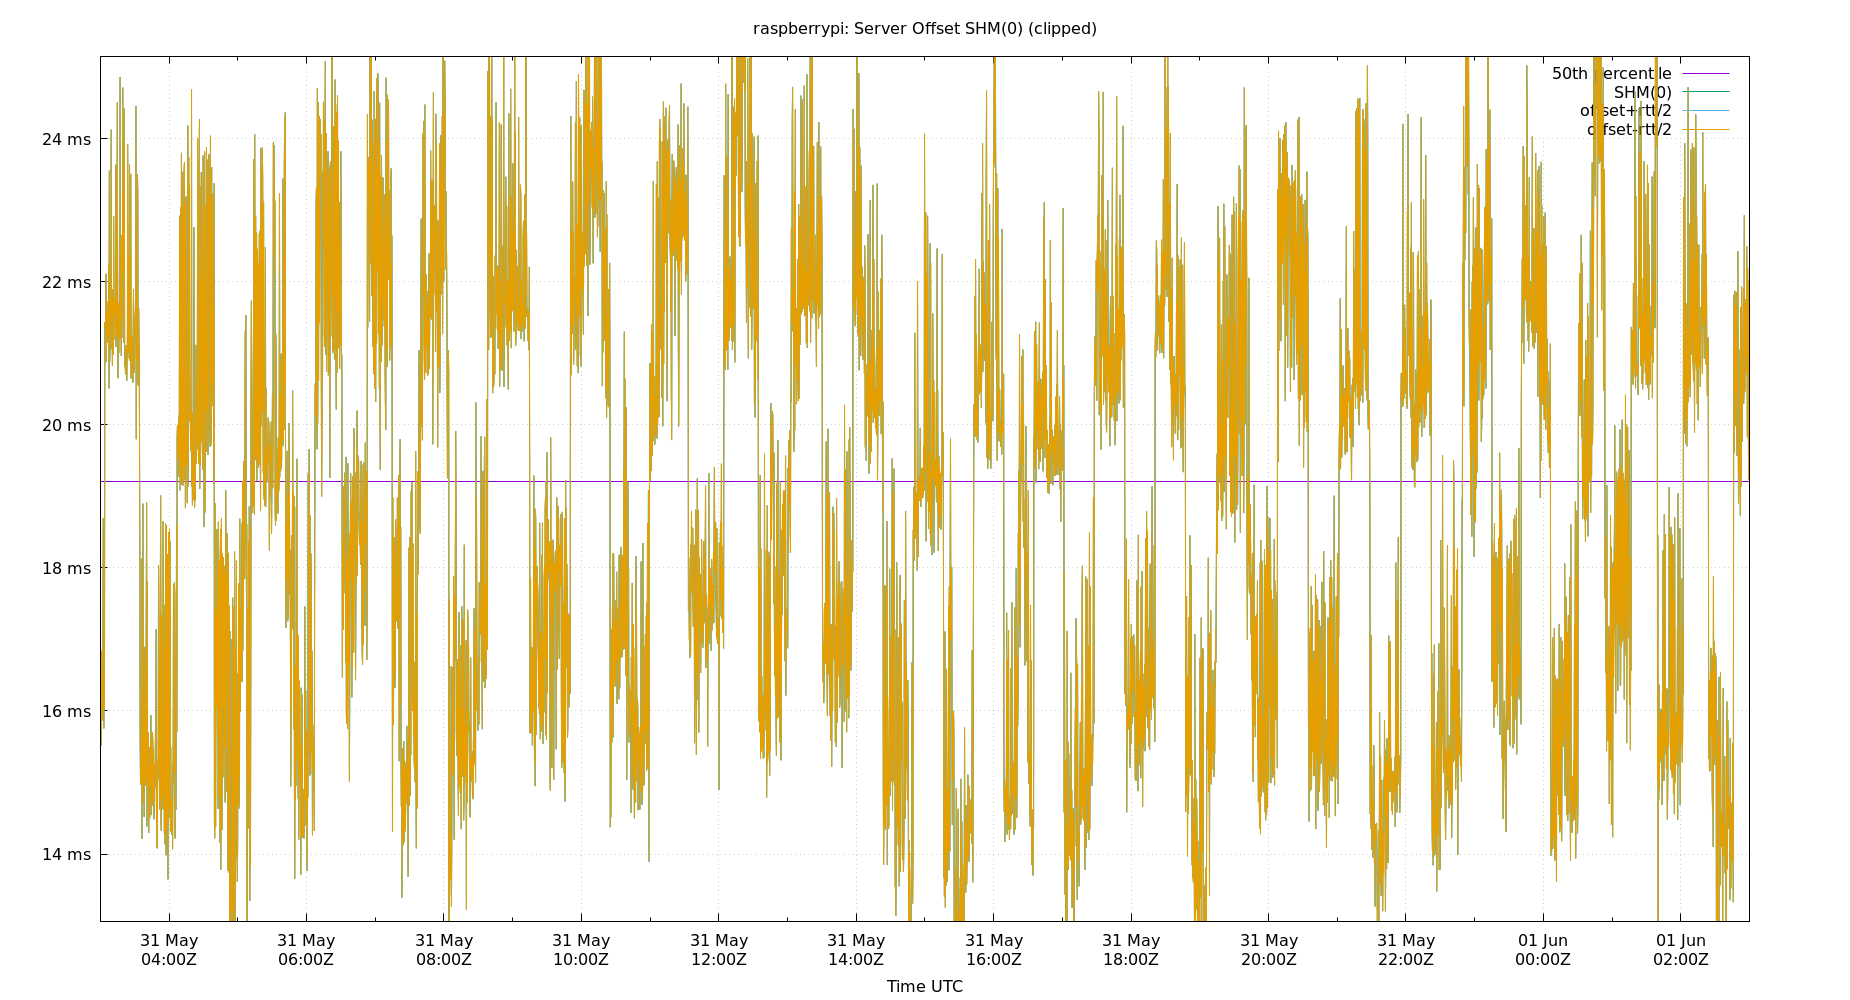 raspberrypi: Server Offset SHM(0) (clipped)
50th percentile
SHM(0)
offset+rtt/2
offset-rtt/2
24 ms
22 ms
20 ms
18 ms
16 ms
14 ms
31 May 31 May 31 May 31 May 31 May 31 May 31 May 31 May 31 May 31 May 01 Jun 01 Jun
04:00Z 06:00Z 08:00Z 10:00Z 12:00Z 14:00Z 16:00Z 18:00Z 20:00Z 22:00Z 00:00Z 02:00Z
Time UTC